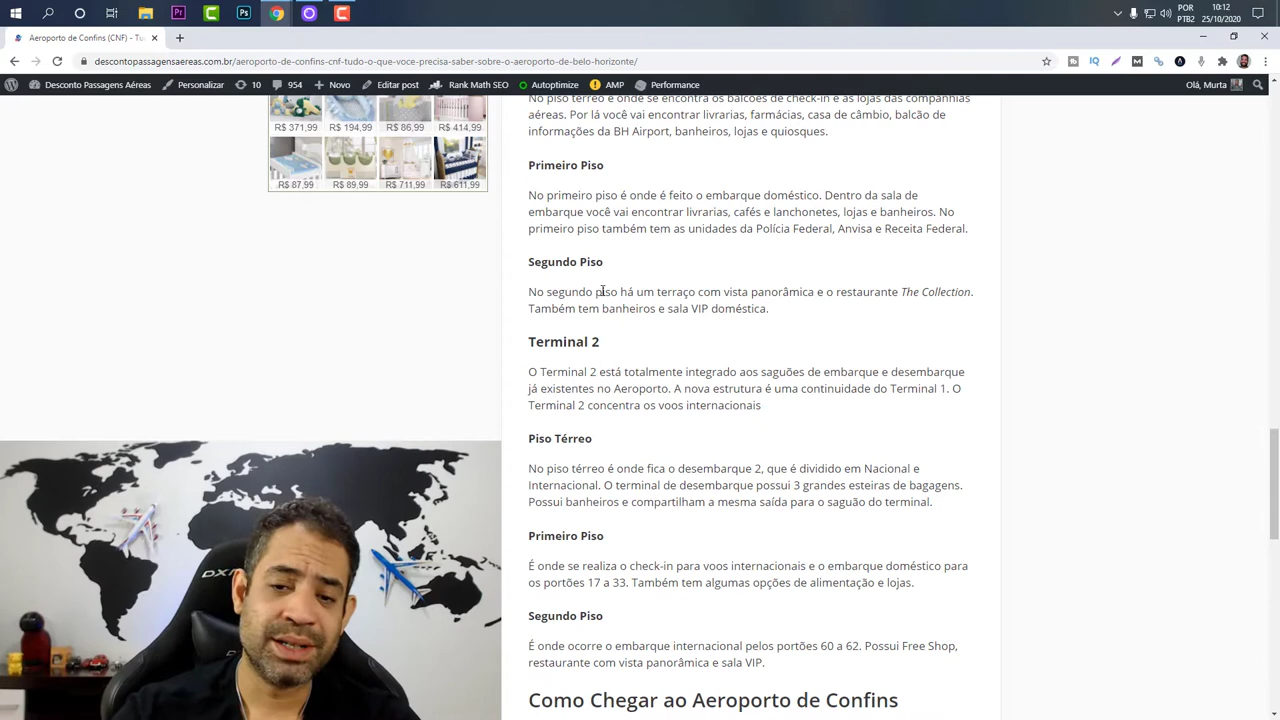 POR
PTB2
10:12
25/10/2020
Aeroporto de Confins (CNF) - Tu
descontopassagensaereas.com.br/aeroporto-de-confins-cnf-tudo-o-que-voce-precisa-saber-sobre-o-aeroporto-de-belo-horizonte/
Desconto Passagens Aéreas
Personalizar
10
954
Novo
Editar post
Rank Math SEO
Autoptimize
AMP
Performance
Olá, Murta
R$ 371,99 R$ 194,99 R$ 86,99 R$ 414,99
R$ 87,99 R$ 89,99 R$ 711,99 R$ 611,99
No piso térreo é onde se encontra os balcões de check-in e as lojas das companhias
aéreas. Por lá você vai encontrar livrarias, farmácias, casa de câmbio, balcão de
informações da BH Airport, banheiros, lojas e quiosques.
Primeiro Piso
No primeiro piso é onde é feito o embarque doméstico. Dentro da sala de
embarque você vai encontrar livrarias, cafés e lanchonetes, lojas e banheiros. No
primeiro piso também tem as unidades da Polícia Federal, Anvisa e Receita Federal.
Segundo Piso
No segundo piso há um terraço com vista panorâmica e o restaurante The Collection.
Também tem banheiros e sala VIP doméstica.
Terminal 2
O Terminal 2 está totalmente integrado aos saguões de embarque e desembarque
já existentes no Aeroporto. A nova estrutura é uma continuidade do Terminal 1. O
Terminal 2 concentra os voos internacionais
Piso Térreo
No piso térreo é onde fica o desembarque 2, que é dividido em Nacional e
Internacional. O terminal de desembarque possui 3 grandes esteiras de bagagens.
Possui banheiros e compartilham a mesma saída para o saguão do terminal.
Primeiro Piso
É onde se realiza o check-in para voos internacionais e o embarque doméstico para
os portões 17 a 33. Também tem algumas opções de alimentação e lojas.
Segundo Piso
É onde ocorre o embarque internacional pelos portões 60 a 62. Possui Free Shop,
restaurante com vista panorâmica e sala VIP.
Como Chegar ao Aeroporto de Confins